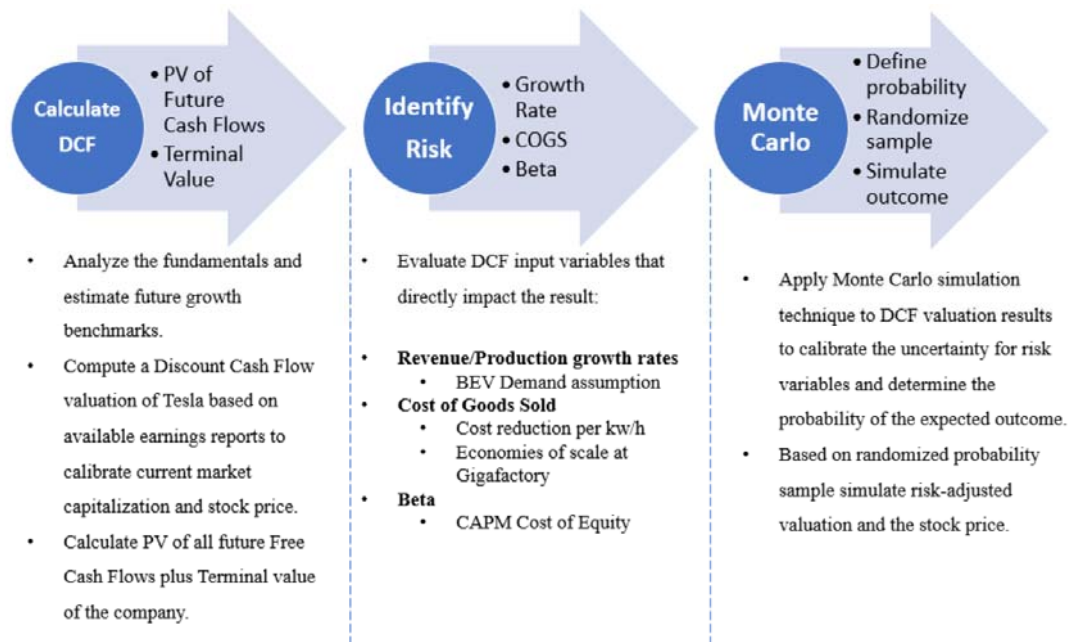 Calculate
DCF
• PV of
Future
Cash Flows
• Terminal
Value
Identify
Risk
• Growth
Rate
• COGS
• Beta
Monte
Carlo
• Define
probability
• Randomize
sample
• Simulate
outcome
• Analyze the fundamentals and
estimate future growth
benchmarks.
• Compute a Discount Cash Flow
valuation of Tesla based on
available earnings reports to
calibrate current market
capitalization and stock price.
• Calculate PV of all future Free
Cash Flows plus Terminal value
of the company.
• Evaluate DCF input variables that
directly impact the result:
• Revenue/Production growth rates
• BEV Demand assumption
• Cost of Goods Sold
• Cost reduction per kw/h
• Economies of scale at
Gigafactory
• Beta
• CAPM Cost of Equity
• Apply Monte Carlo simulation
technique to DCF valuation results
to calibrate the uncertainty for risk
variables and determine the
probability of the expected outcome.
• Based on randomized probability
sample simulate risk-adjusted
valuation and the stock price.